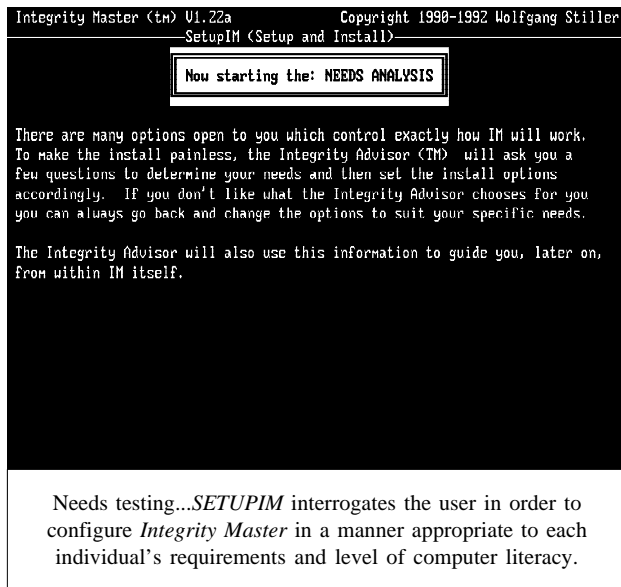 Integrity Master (tm) V1.22a Copyright 1990-1992 Wolfgang Stiller
SetupIM (Setup and Install)
Now starting the: NEEDS ANALYSIS
There are many options open to you which control exactly how IM will work.
To make the install painless, the Integrity Advisor (TM) will ask you a
few questions to determine your needs and then set the install options
accordingly. If you don't like what the Integrity Advisor chooses for you
you can always go back and change the options to suit your specific needs.
The Integrity Advisor will also use this information to guide you, later on,
from within IM itself.
Needs testing...SETUPIM interrogates the user in order to
configure Integrity Master in a manner appropriate to each
individual's requirements and level of computer literacy.